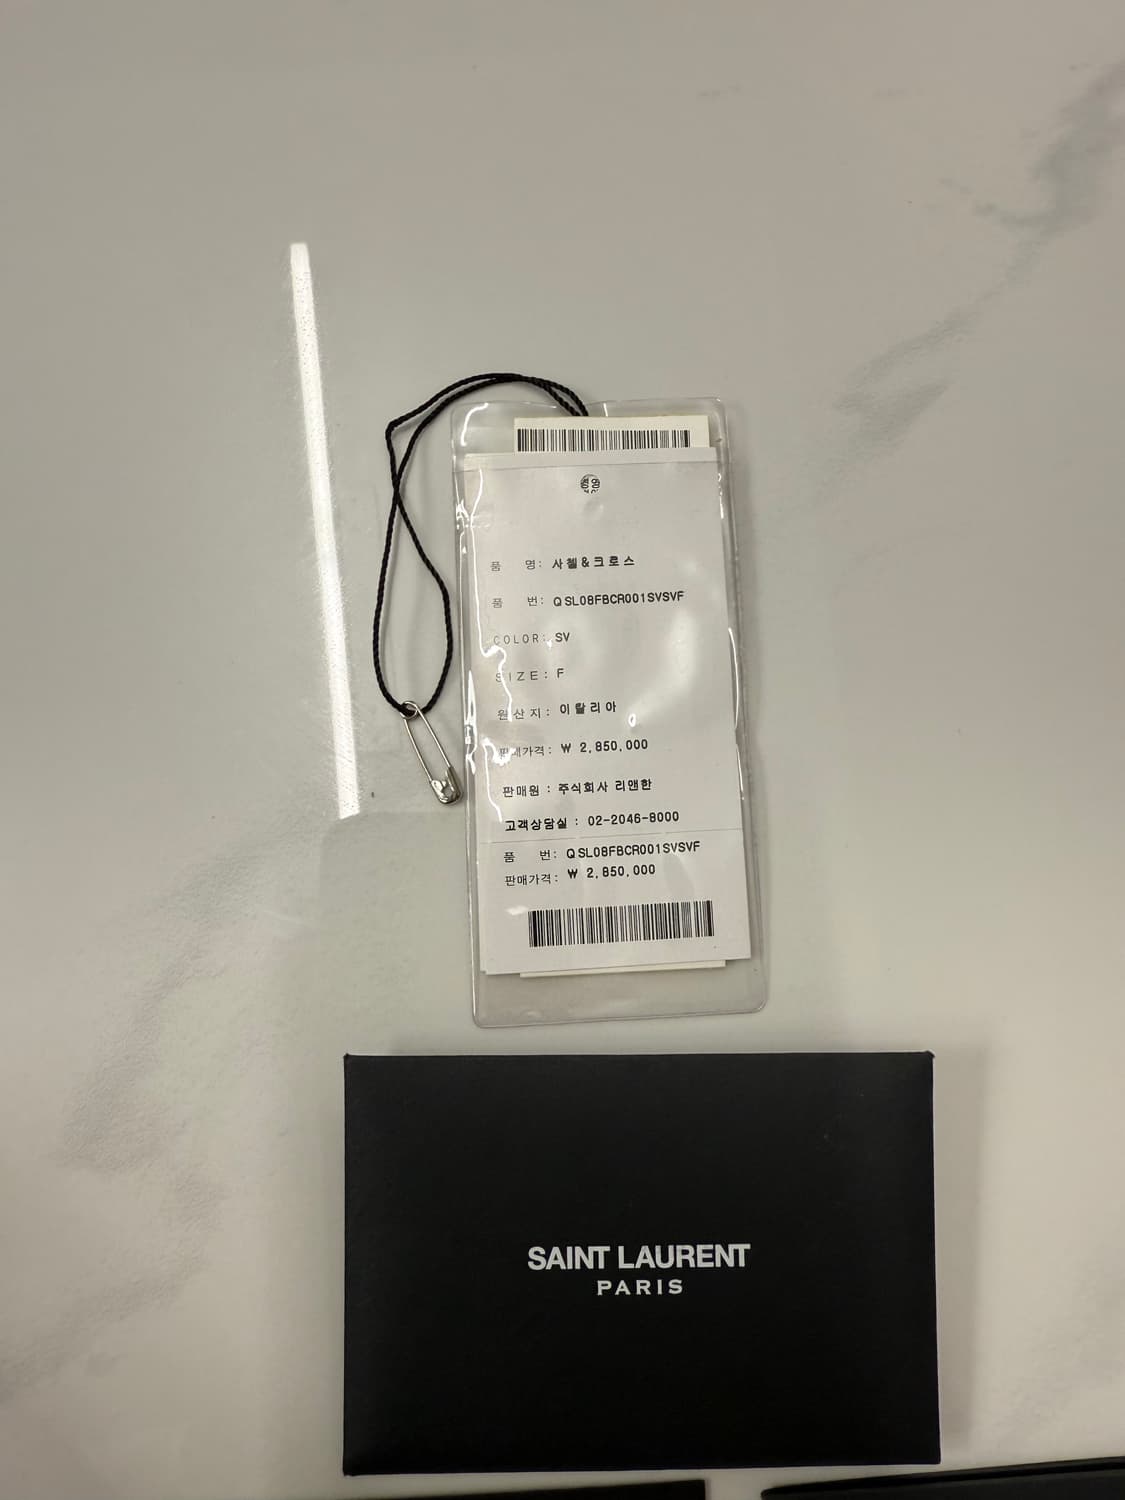 품 명: 사첼&크로스
품 번: QSL08FBCR001SVSVF
COLOR: SV
SIZE: F
원산지: 이탈리아
판매가격: ₩ 2,850,000
판매원 : 주식회사 리앤한
고객상담실 : 02-2046-8000
품 번: QSL08FBCR001SVSVF
판매가격: ₩ 2,850,000
SAINT LAURENT
PARIS